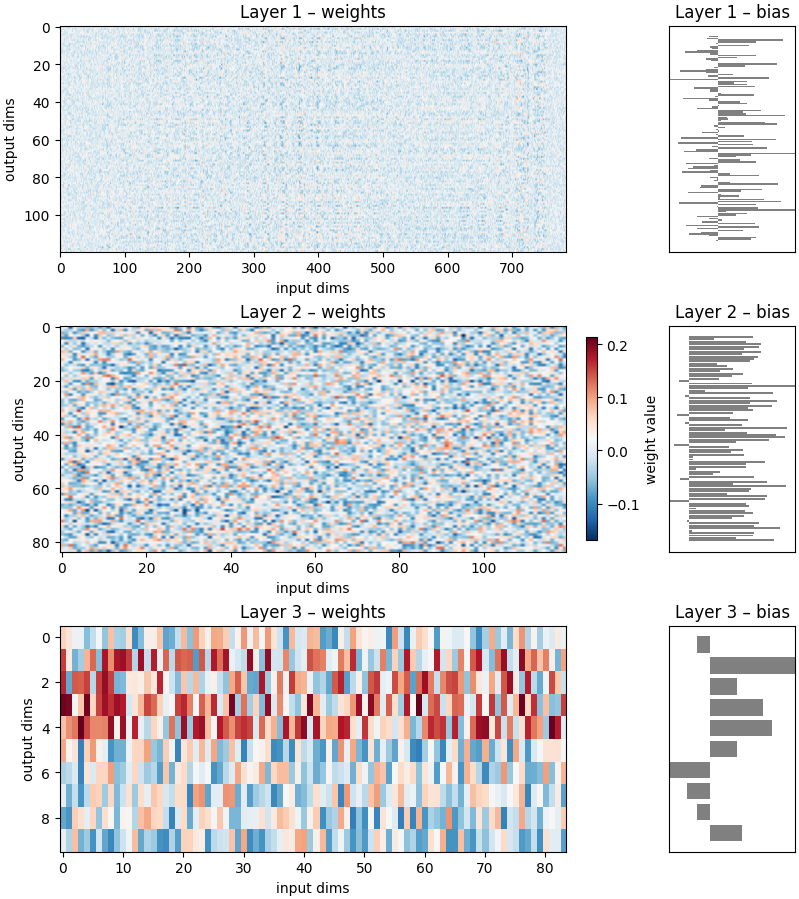 Layer 1 – weights
Layer 1 – bias
0
20
40
60
80
100
output dims
0 100 200 300 400 500 600 700
input dims
Layer 2 – weights
Layer 2 – bias
0
20
40
60
80
output dims
0 20 40 60 80 100
input dims
0.2
0.1
0.0
−0.1
weight value
Layer 3 – weights
Layer 3 – bias
0
2
4
6
8
output dims
0 10 20 30 40 50 60 70 80
input dims